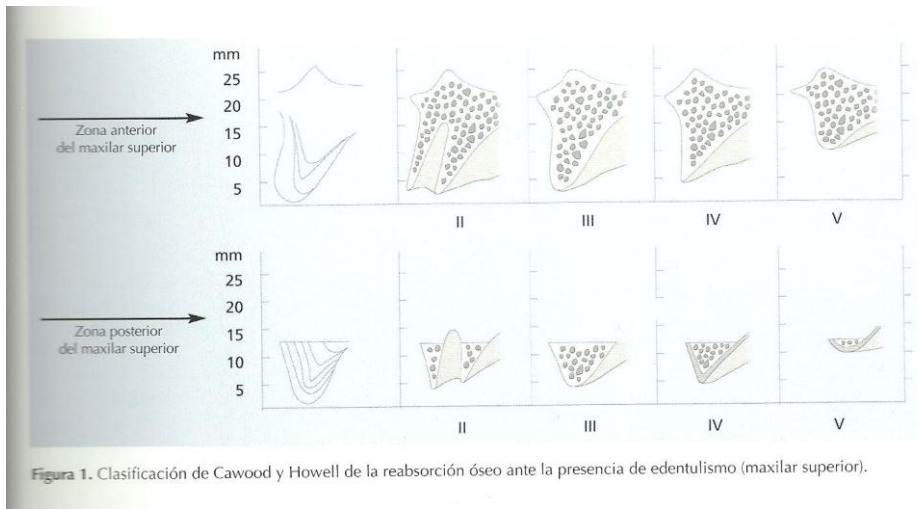 mm
25
20
15
10
5
Zona anterior
del maxilar superior
II
III
IV
V
mm
25
20
15
10
5
Zona posterior
del maxilar superior
II
III
IV
V
Figura 1. Clasificación de Cawood y Howell de la reabsorción óseo ante la presencia de edentulismo (maxilar superior).